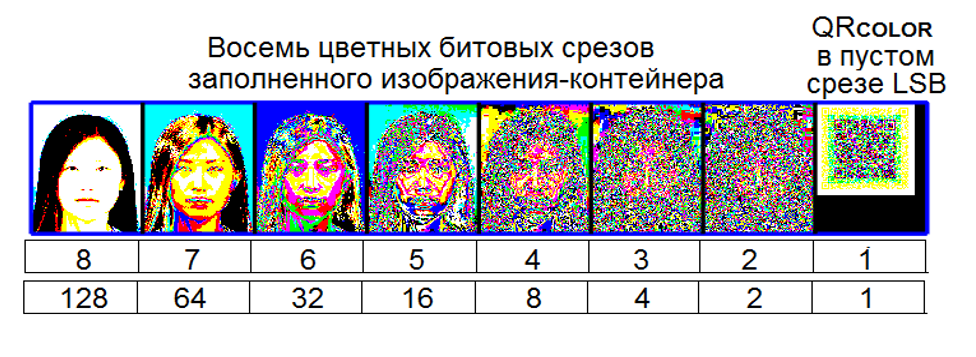 Восемь цветных битовых срезов
заполненного изображения-контейнера
QRCOLOR
в пустом
срезе LSB
8 7 6 5 4 3 2 1
128 64 32 16 8 4 2 1